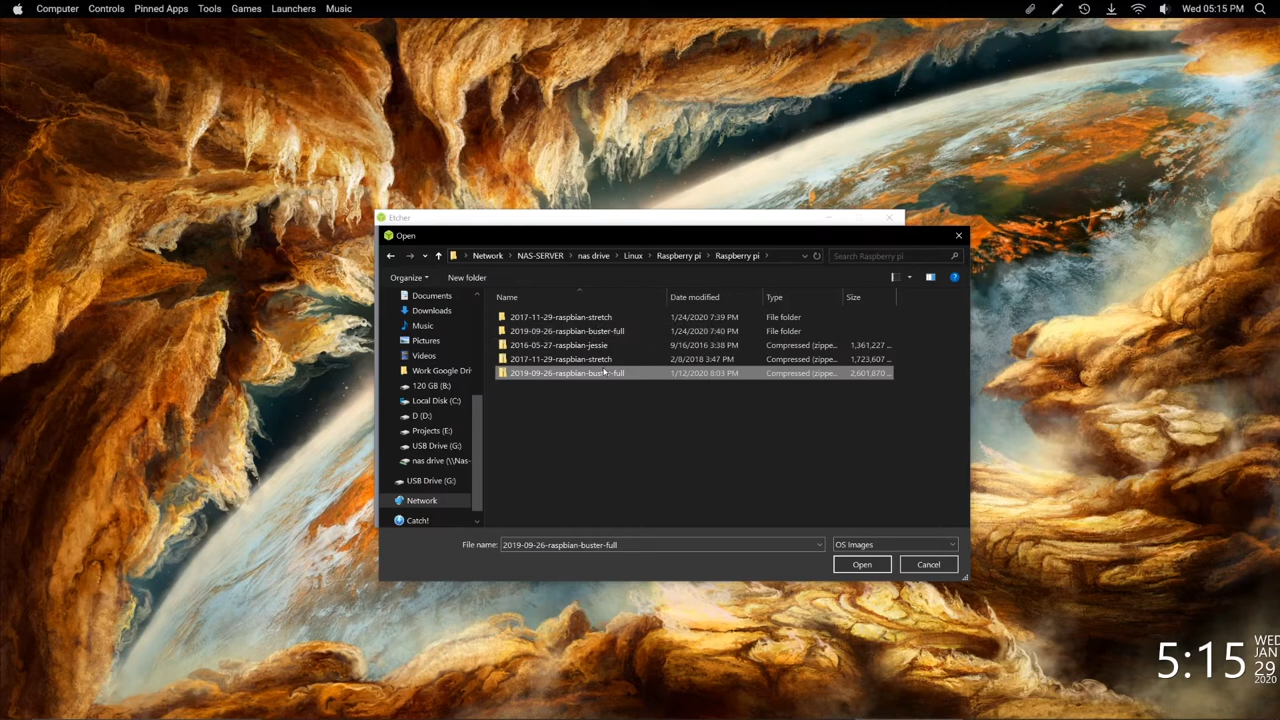 Computer Controls Pinned Apps Tools Games Launchers Music Wed 05:15 PM
Etcher
Open
Network NAS-SERVER nas drive Linux Raspberry pi Raspberry pi Search Raspberry pi
Organize New folder
Name Date modified Type Size
Documents
Downloads
Music
Pictures
Videos
Work Google Driv
120 GB (B:)
Local Disk (C:)
D (D:)
Projects (E:)
USB Drive (G:)
nas drive (\\Nas-
USB Drive (G:)
Network
Catch!
2017-11-29-raspbian-stretch 1/24/2020 7:39 PM File folder
2019-09-26-raspbian-buster-full 1/24/2020 7:40 PM File folder
2016-05-27-raspbian-jessie 9/16/2016 3:38 PM Compressed (zippe... 1,361,227 ...
2017-11-29-raspbian-stretch 2/8/2018 3:47 PM Compressed (zippe... 1,723,607 ...
2019-09-26-raspbian-buster-full 1/12/2020 8:03 PM Compressed (zippe... 2,601,870 ...
File name: 2019-09-26-raspbian-buster-full OS Images
Open Cancel
5:15
WED
JAN
29
2020